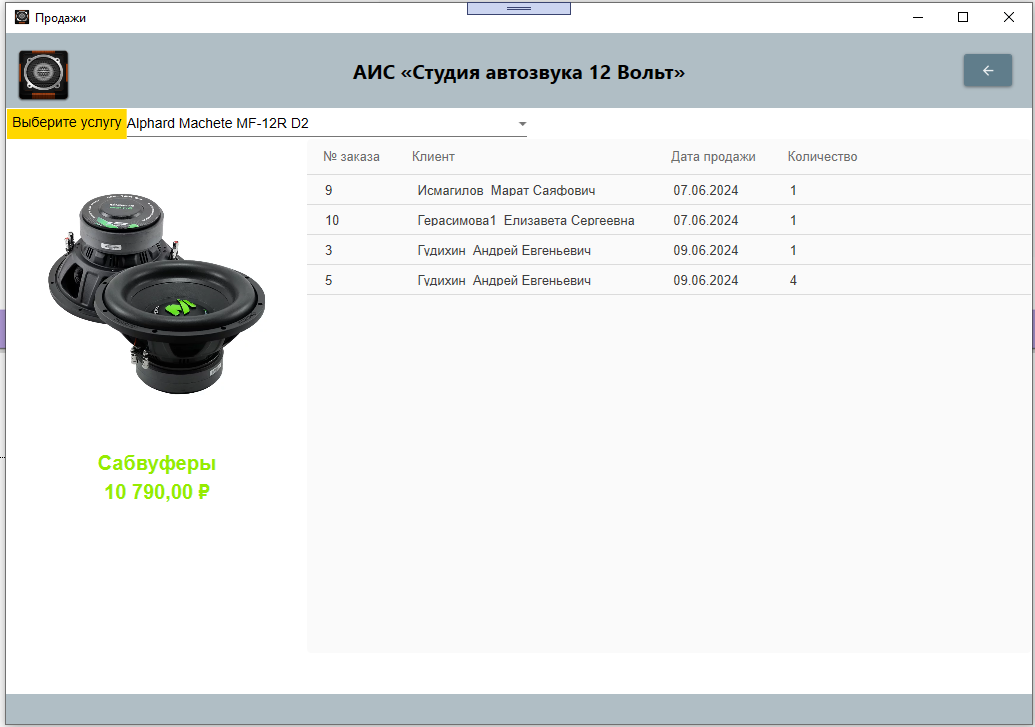 Продажи
АИС «Студия автозвука 12 Вольт»
Выберите услугу Alphard Machete MF-12R D2
№ заказа Клиент Дата продажи Количество
9 Исмагилов Марат Саяфович 07.06.2024 1
10 Герасимова1 Елизавета Сергеевна 07.06.2024 1
3 Гудихин Андрей Евгеньевич 09.06.2024 1
5 Гудихин Андрей Евгеньевич 09.06.2024 4
Сабвуферы
10 790,00 ₽